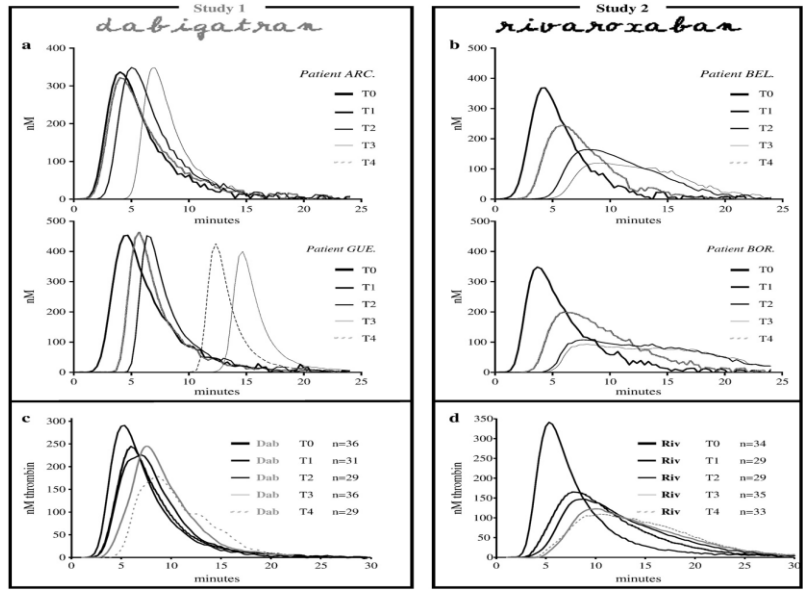 Study 1
dabigatran
a
Patient ARC.
T0
T1
T2
T3
T4
nM
400
300
200
100
0
0 5 10 15 20 25
minutes
Patient GUE.
T0
T1
T2
T3
T4
nM
500
400
300
200
100
0
0 5 10 15 20 25
minutes
c
Dab T0 n=36
Dab T1 n=31
Dab T2 n=29
Dab T3 n=36
Dab T4 n=29
nM thrombin
300
250
200
150
100
50
0
0 5 10 15 20 25 30
minutes
Study 2
rivaroxaban
b
Patient BEL.
T0
T1
T2
T3
T4
nM
500
400
300
200
100
0
0 5 10 15 20 25
minutes
Patient BOR.
T0
T1
T2
T3
T4
nM
500
400
300
200
100
0
0 5 10 15 20 25
minutes
d
Riv T0 n=34
Riv T1 n=29
Riv T2 n=29
Riv T3 n=35
Riv T4 n=33
nM thrombin
350
300
250
200
150
100
50
0
0 5 10 15 20 25 30
minutes